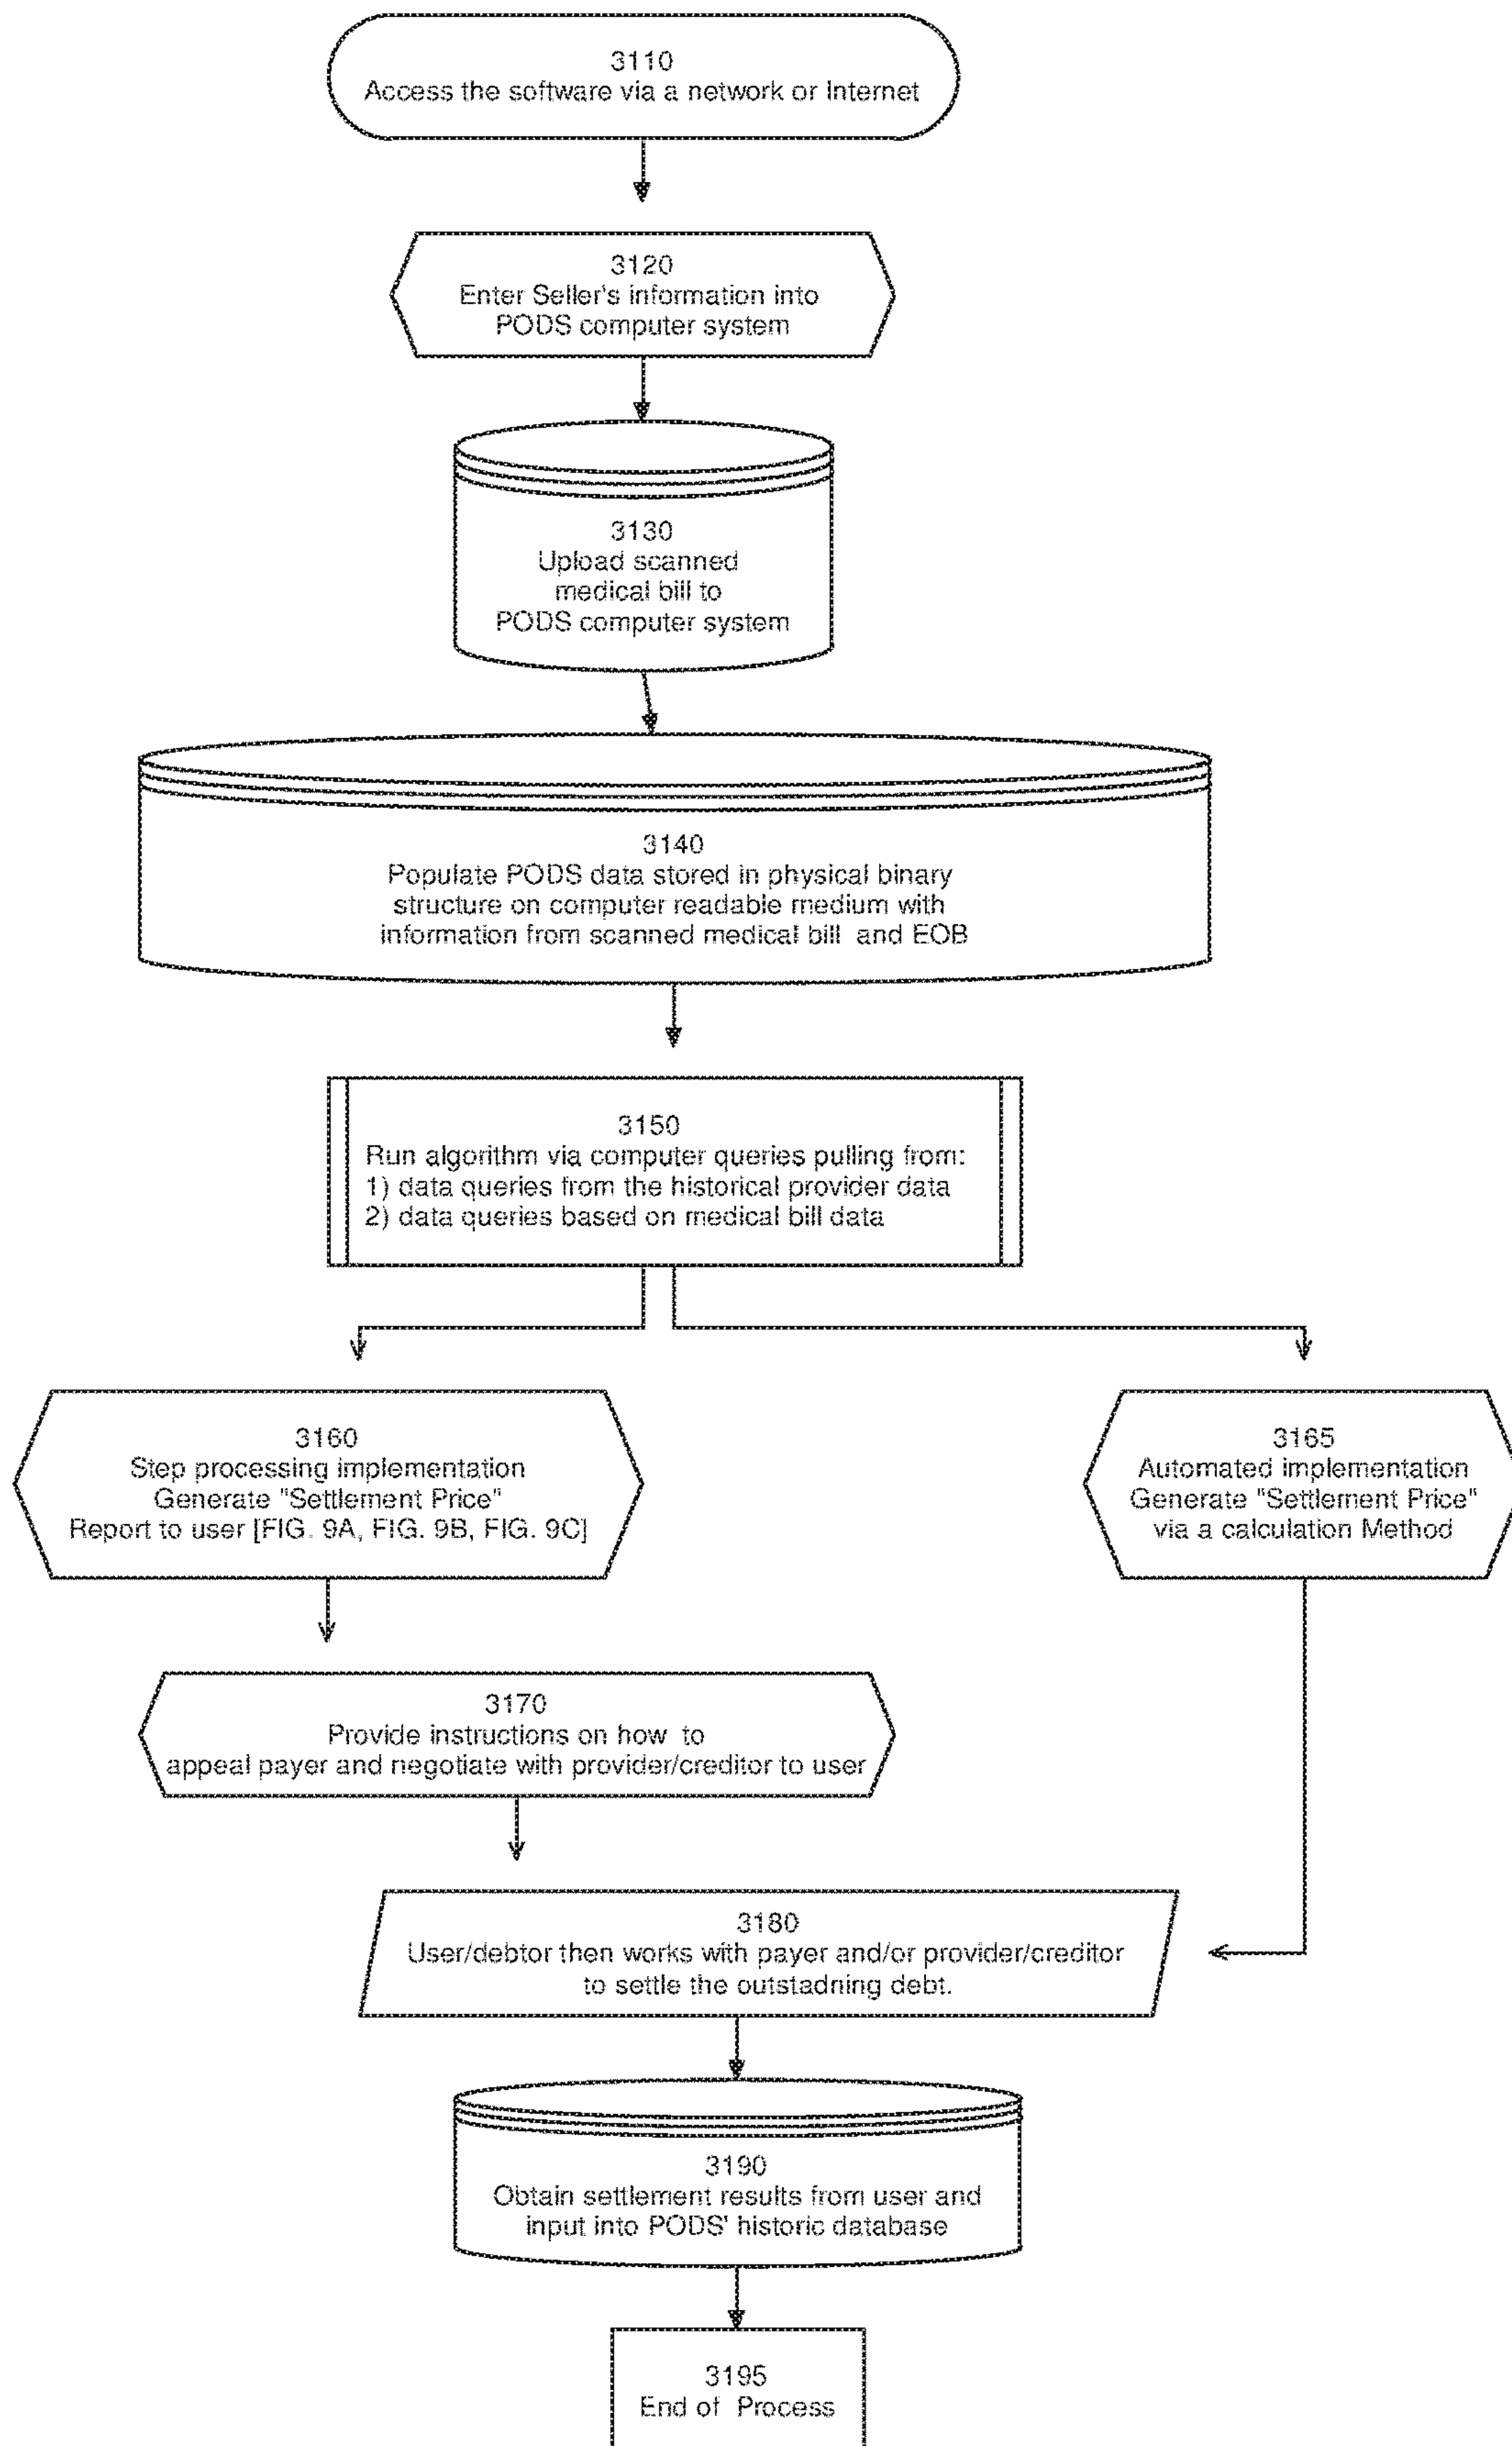 3110
Access the software via a network or Internet
3120
Enter Seller's information into
PODS computer system
3130
Upload scanned
medical bill to
PODS computer system
3140
Populate PODS data stored in physical binary
structure on computer readable medium with
information from scanned medical bill and EOB
3150
Run algorithm via computer queries pulling from:
1) data queries from the historical provider data
2) data queries based on medical bill data
3160
Step processing implementation
Generate "Settlement Price"
Report to user [FIG. 9A, FIG. 9B, FIG. 9C]
3165
Automated implementation
Generate "Settlement Price"
via a calculation Method
3170
Provide instructions on how to
appeal payer and negotiate with provider/creditor to user
3180
User/debtor then works with payer and/or provider/creditor
to settle the outstadning debt.
3190
Obtain settlement results from user and
input into PODS' historic database
3195
End of Process